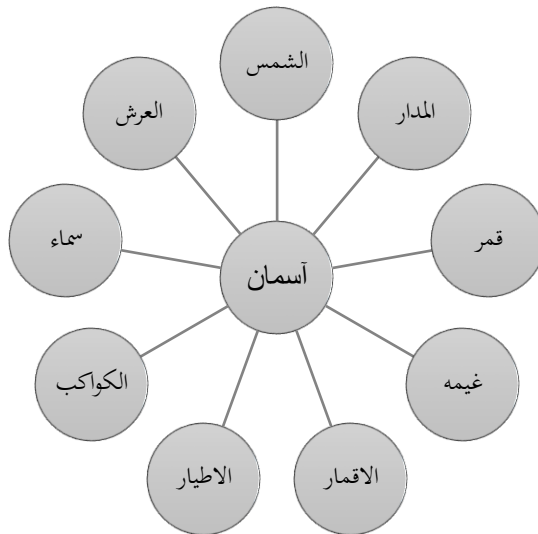 الشمس
المدار
قمر
غيمه
الاقمار
الاطيار
الكواكب
سماء
العرش
آسمان